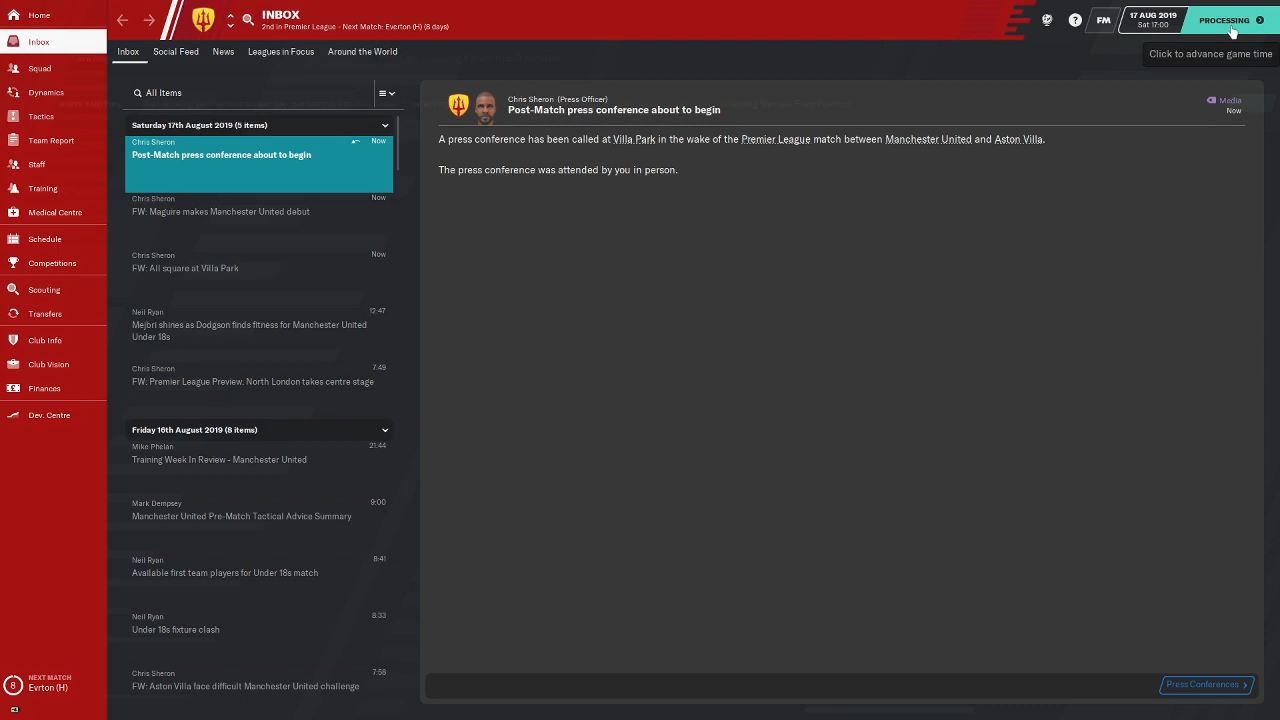 Home
INBOX
2nd in Premier League - Next Match: Everton (H) (8 days)
FM
17 AUG 2019
Sat 17:00
PROCESSING
Click to advance game time
Inbox
Squad
Dynamics
Tactics
Team Report
Staff
Training
Medical Centre
Schedule
Competitions
Scouting
Transfers
Club Info
Club Vision
Finances
Dev. Centre
8
NEXT MATCH
Evrton (H)
Inbox Social Feed News Leagues in Focus Around the World
All Items
Saturday 17th August 2019 (5 items)
Chris Sheron Now
Post-Match press conference about to begin
Chris Sheron Now
FW: Maguire makes Manchester United debut
Chris Sheron Now
FW: All square at Villa Park
Neil Ryan 12:47
Mejbri shines as Dodgson finds fitness for Manchester United
Under 18s
Chris Sheron 7:49
FW: Premier League Preview: North London takes centre stage
Friday 16th August 2019 (8 items)
Mike Phelan 21:44
Training Week In Review - Manchester United
Mark Dempsey 9:00
Manchester United Pre-Match Tactical Advice Summary
Neil Ryan 8:41
Available first team players for Under 18s match
Neil Ryan 8:33
Under 18s fixture clash
Chris Sheron 7:56
FW: Aston Villa face difficult Manchester United challenge
Chris Sheron (Press Officer)
Post-Match press conference about to begin
Media
Now
A press conference has been called at Villa Park in the wake of the Premier League match between Manchester United and Aston Villa.
The press conference was attended by you in person.
Press Conferences